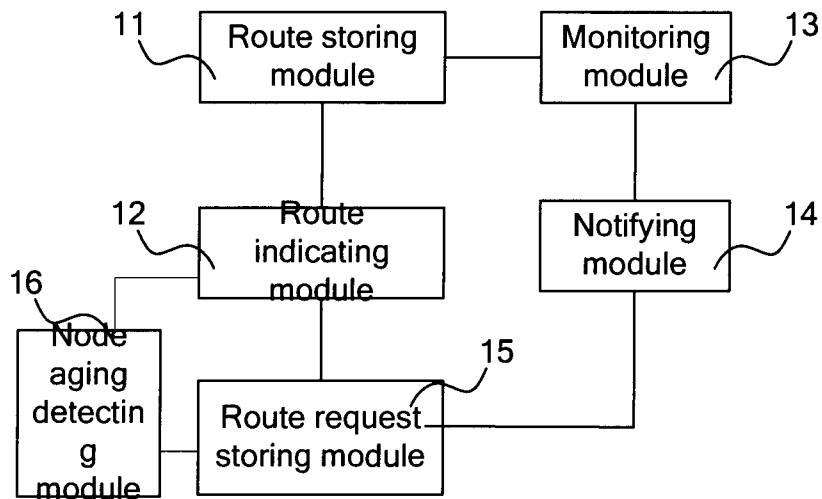 11
Route storing
module
Monitoring
module
13
12
Route
indicating
module
Notifying
module
14
16
Node
aging
detectin
g
module
15
Route request
storing module